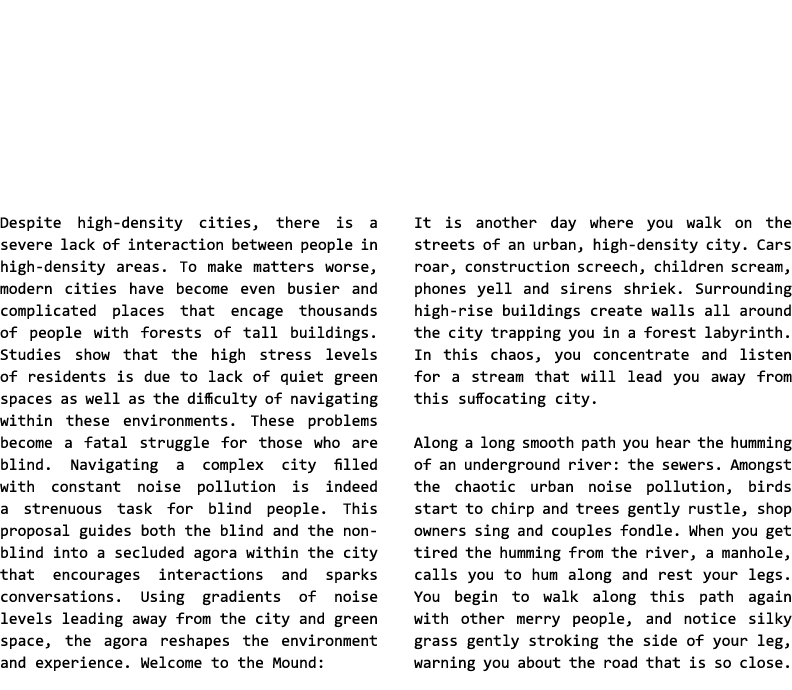 Despite high-density cities, there is a
severe lack of interaction between people in
high-density areas. To make matters worse,
modern cities have become even busier and
complicated places that encage thousands
of people with forests of tall buildings.
Studies show that the high stress levels
of residents is due to lack of quiet green
spaces as well as the difficulty of navigating
within these environments. These problems
become a fatal struggle for those who are
blind. Navigating a complex city filled
with constant noise pollution is indeed
a strenuous task for blind people. This
proposal guides both the blind and the non-
blind into a secluded agora within the city
that encourages interactions and sparks
conversations. Using gradients of noise
levels leading away from the city and green
space, the agora reshapes the environment
and experience. Welcome to the Mound:
It is another day where you walk on the
streets of an urban, high-density city. Cars
roar, construction screech, children scream,
phones yell and sirens shriek. Surrounding
high-rise buildings create walls all around
the city trapping you in a forest labyrinth.
In this chaos, you concentrate and listen
for a stream that will lead you away from
this suffocating city.
Along a long smooth path you hear the humming
of an underground river: the sewers. Amongst
the chaotic urban noise pollution, birds
start to chirp and trees gently rustle, shop
owners sing and couples fondle. When you get
tired the humming from the river, a manhole,
calls you to hum along and rest your legs.
You begin to walk along this path again
with other merry people, and notice silky
grass gently stroking the side of your leg,
warning you about the road that is so close.